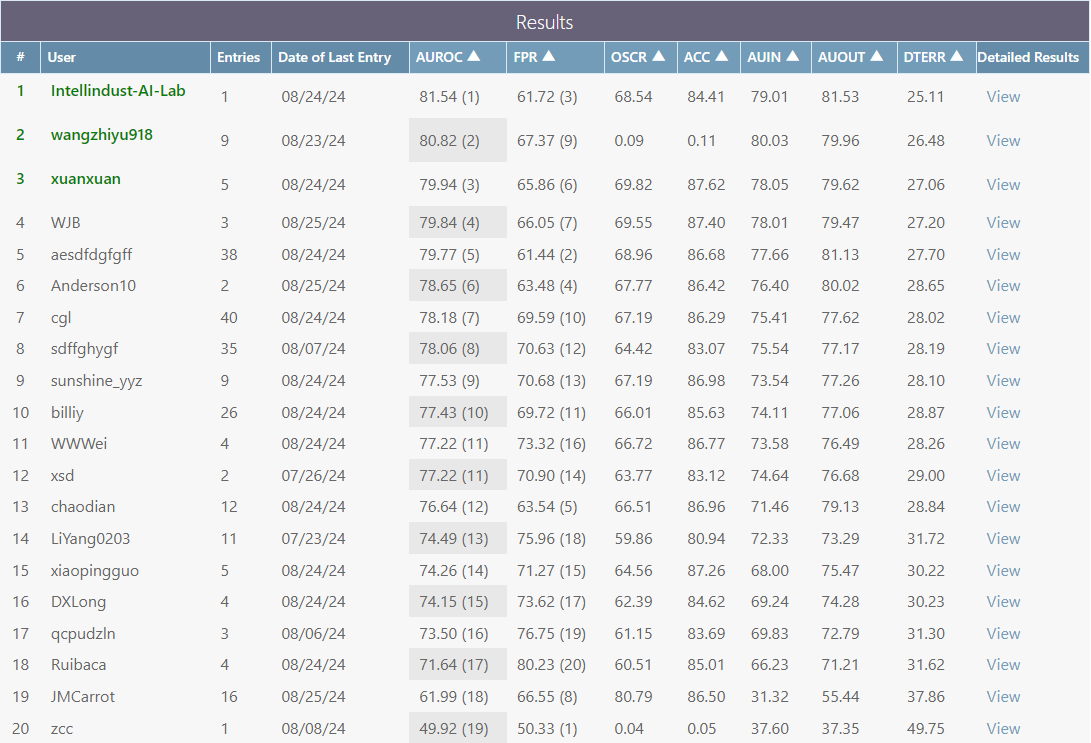 Results
# User Entries Date of Last Entry AUROC ▲ FPR ▲ OSCR ▲ ACC ▲ AUIN ▲ AUOUT ▲ DTERR ▲ Detailed Results
1 Intellindust-AI-Lab 1 08/24/24 81.54 (1) 61.72 (3) 68.54 84.41 79.01 81.53 25.11 View
2 wangzhiyu918 9 08/23/24 80.82 (2) 67.37 (9) 0.09 0.11 80.03 79.96 26.48 View
3 xuanxuan 5 08/24/24 79.94 (3) 65.86 (6) 69.82 87.62 78.05 79.62 27.06 View
4 WJB 3 08/25/24 79.84 (4) 66.05 (7) 69.55 87.40 78.01 79.47 27.20 View
5 aesdfdgfgff 38 08/24/24 79.77 (5) 61.44 (2) 68.96 86.68 77.66 81.13 27.70 View
6 Anderson10 2 08/25/24 78.65 (6) 63.48 (4) 67.77 86.42 76.40 80.02 28.65 View
7 cgl 40 08/24/24 78.18 (7) 69.59 (10) 67.19 86.29 75.41 77.62 28.02 View
8 sdffghygf 35 08/07/24 78.06 (8) 70.63 (12) 64.42 83.07 75.54 77.17 28.19 View
9 sunshine_yyz 9 08/24/24 77.53 (9) 70.68 (13) 67.19 86.98 73.54 77.26 28.10 View
10 billiy 26 08/24/24 77.43 (10) 69.72 (11) 66.01 85.63 74.11 77.06 28.87 View
11 WWWei 4 08/24/24 77.22 (11) 73.32 (16) 66.72 86.77 73.58 76.49 28.26 View
12 xsd 2 07/26/24 77.22 (11) 70.90 (14) 63.77 83.12 74.64 76.68 29.00 View
13 chaodian 12 08/24/24 76.64 (12) 63.54 (5) 66.51 86.96 71.46 79.13 28.84 View
14 LiYang0203 11 07/23/24 74.49 (13) 75.96 (18) 59.86 80.94 72.33 73.29 31.72 View
15 xiaopingguo 5 08/24/24 74.26 (14) 71.27 (15) 64.56 87.26 68.00 75.47 30.22 View
16 DXLong 4 08/24/24 74.15 (15) 73.62 (17) 62.39 84.62 69.24 74.28 30.23 View
17 qcpudzln 3 08/06/24 73.50 (16) 76.75 (19) 61.15 83.69 69.83 72.79 31.30 View
18 Ruibaca 4 08/24/24 71.64 (17) 80.23 (20) 60.51 85.01 66.23 71.21 31.62 View
19 JMCarrot 16 08/25/24 61.99 (18) 66.55 (8) 80.79 86.50 31.32 55.44 37.86 View
20 zcc 1 08/08/24 49.92 (19) 50.33 (1) 0.04 0.05 37.60 37.35 49.75 View